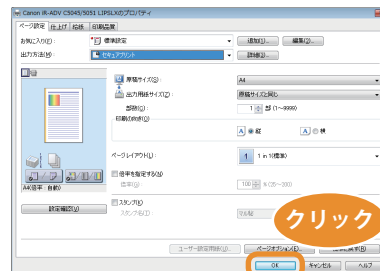 Canon iR-ADV C5045/5051 LIPSLXのプロパティ
ページ設定 仕上げ 給紙 印刷品質
お気に入り(F): 標準設定 追加(1)... 編集(2)...
出力方法(M): セキュアプリント 詳細(3)...
原稿サイズ(S): A4
出力用紙サイズ(Z): 原稿サイズと同じ
部数(C): 1 部 (1~9999)
印刷の向き(O)
A 縦 A 横
ページレイアウト(L): 1 1 in 1(標準)
倍率を指定する(N)
倍率(G): 100 % (25~200)
A4(倍率: 自動)
スタンプ(K)
スタンプ名(I):
設定確認(V)
クリック
ユーザー設定用紙(U)... ページオプション(E)...
OK キャンセル ヘルプ